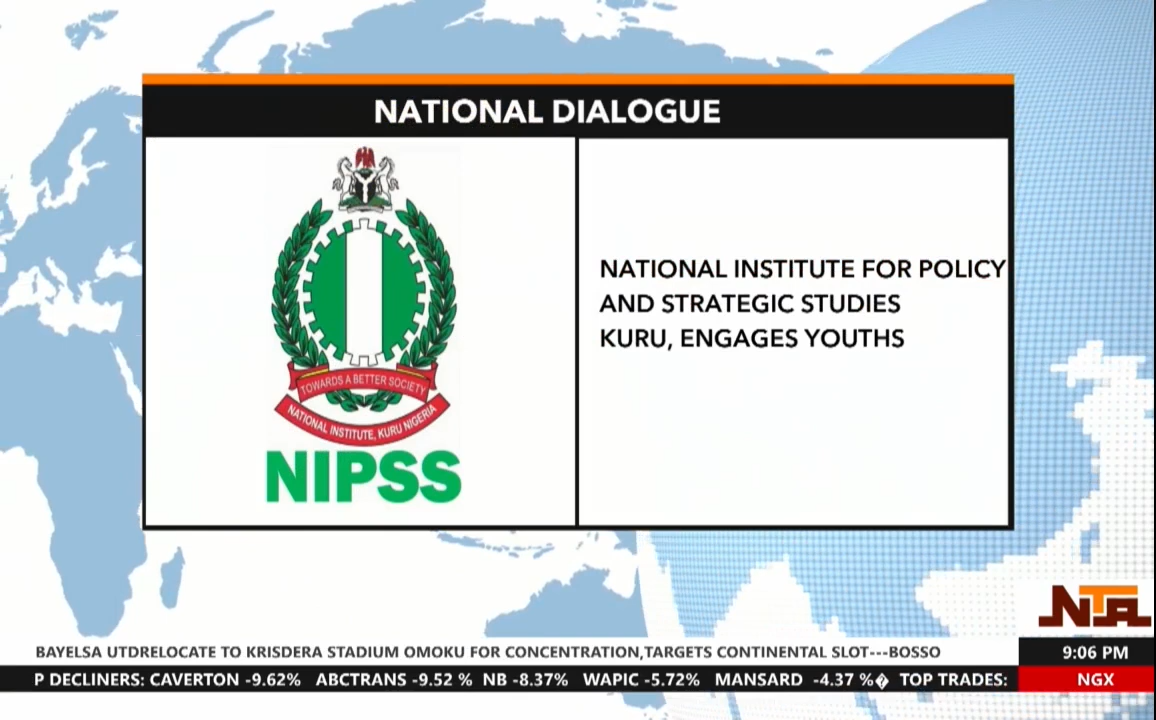 NATIONAL DIALOGUE
TOWARDS A BETTER SOCIETY
NATIONAL INSTITUTE, KURU NIGERIA
NIPSS
NATIONAL INSTITUTE FOR POLICY
AND STRATEGIC STUDIES
KURU, ENGAGES YOUTHS
NTA
BAYELSA UTDRELOCATE TO KRISDERA STADIUM OMOKU FOR CONCENTRATION,TARGETS CONTINENTAL SLOT---BOSSO
9:06 PM
P DECLINERS: CAVERTON -9.62% ABCTRANS -9.52 % NB -8.37% WAPIC -5.72% MANSARD -4.37 %� TOP TRADES:
NGX